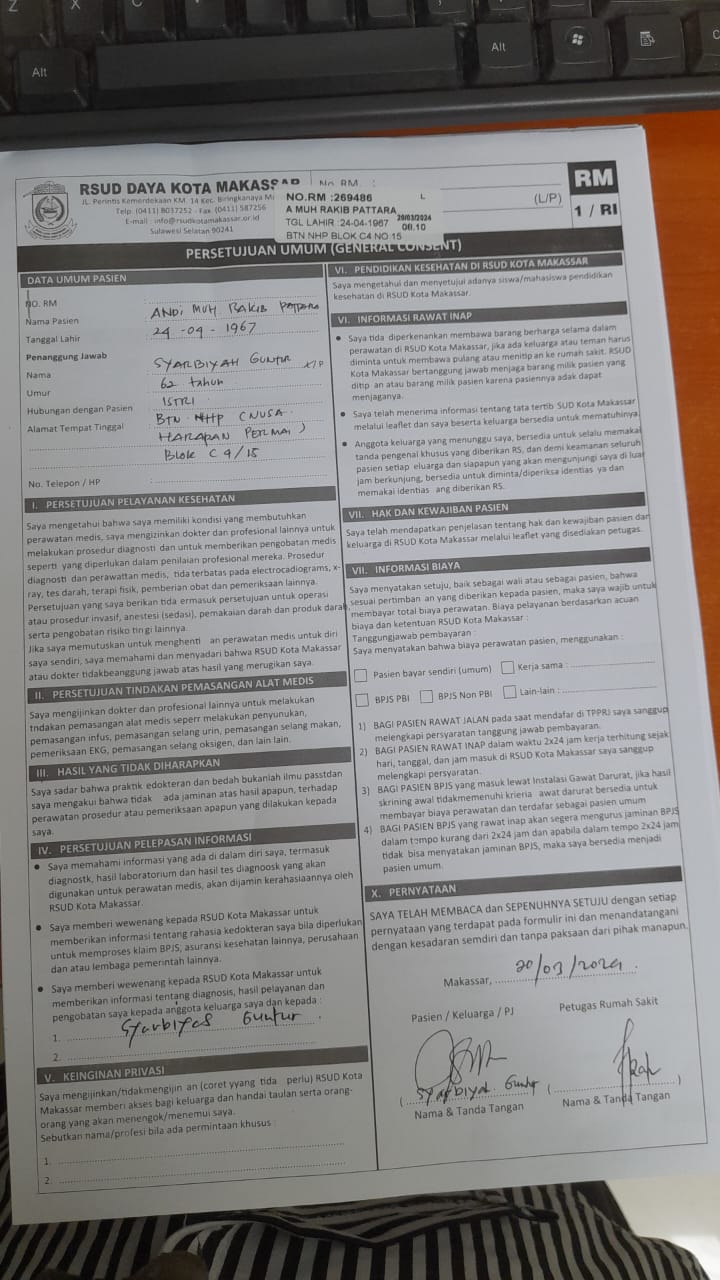 Alt
Alt
RSUD DAYA KOTA MAKASSAR
JL. Perintis Kemerdekaan KM. 14 Kec. Biringkanaya
Telp. (0411) 8037252 - Fax (0411) 587256
E-mail : info@rsudkotamakassar.or.id
Sulawesi Selatan 90241
No. RM :
NO.RM :269486 L
A MUH RAKIB PATTARA
TGL LAHIR :24-04-1967
BTN NHP BLOK C4 NO 15
(L/P)
RM
1 / RI
PERSETUJUAN UMUM (GENERAL CONSENT)
DATA UMUM PASIEN
NO. RM :
Nama Pasien : ANDI MUH RAKIB PATTARA
Tanggal Lahir : 24 - 04 - 1967
Penanggung Jawab
Nama : SYARBIYAH GUNTUR
Umur : 62 tahun
Hubungan dengan Pasien : ISTRI
Alamat Tempat Tinggal : BTN NHP (NUSA
HARAPAN PERMAI)
Blok C 4/15
No. Telepon / HP :
I. PERSETUJUAN PELAYANAN KESEHATAN
Saya mengetahui bahwa saya memiliki kondisi yang membutuhkan
perawatan medis, saya mengizinkan dokter dan profesional lainnya untuk
melakukan prosedur diagnosti dan untuk memberikan pengobatan medis
seperti yang diperlukan dalam penilaian profesional mereka. Prosedur
diagnosti dan perawattan medis, tida terbatas pada electrocadiograms, x-
ray, tes darah, terapi fisik, pemberian obat dan pemeriksaan lainnya.
Persetujuan yang saya berikan tida ermasuk persetujuan untuk operasi
atau prosedur invasif, anestesi (sedasi), pemakaian darah dan produk darah,
serta pengobatan risiko tin gi lainnya.
Jika saya memutuskan untuk menghenti an perawatan medis untuk diri
saya sendiri, saya memahami dan menyadari bahwa RSUD Kota Makassar
atau dokter tidakbeanggung jawab atas hasil yang merugikan saya.
II. PERSETUJUAN TINDAKAN PEMASANGAN ALAT MEDIS
Saya mengijinkan dokter dan profesional lainnya untuk melakukan
tndakan pemasangan alat medis seperr melakukan penyunukan,
pemasangan infus, pemasangan selang urin, pemasangan selang makan,
pemeriksaan EKG, pemasangan selang oksigen, dan lain lain.
III. HASIL YANG TIDAK DIHARAPKAN
Saya sadar bahwa praktik edokteran dan bedah bukanlah ilmu passtdan
saya mengakui bahwa tidak ada jaminan atas hasil apapun, terhadap
perawatan prosedur atau pemeriksaan apapun yang dilakukan kepada
saya.
IV. PERSETUJUAN PELEPASAN INFORMASI
● Saya memahami informasi yang ada di dalam diri saya, termasuk
diagnostk, hasil laboratorium dan hasil tes diagnoosk yang akan
digunakan untuk perawatan medis, akan dijamin kerahasiaannya oleh
RSUD Kota Makassar.
● Saya memberi wewenang kepada RSUD Kota Makassar untuk
memberikan informasi tentang rahasia kedokteran saya bila diperlukan
untuk memproses klaim BPJS, asuransi kesehatan lainnya, perusahaan
dan atau lembaga pemerintah lainnya.
● Saya memberi wewenang kepada RSUD Kota Makassar untuk
memberikan informasi tentang diagnosis, hasil pelayanan dan
pengobatan saya kepada anggota keluarga saya dan kepada :
1. Syarbiyas Guntur
2.
V. KEINGINAN PRIVASI
Saya mengijinkan/tidakmengijin an (coret yyang tida perlu) RSUD Kota
Makassar memberi akses bagi keluarga dan handai taulan serta orang-
orang yang akan menengok/menemui saya.
Sebutkan nama/profesi bila ada permintaan khusus :
1.
2.
VI. PENDIDIKAN KESEHATAN DI RSUD KOTA MAKASSAR
Saya mengetahui dan menyetujui adanya siswa/mahasiswa pendidikan
kesehatan di RSUD Kota Makassar.
VI. INFORMASI RAWAT INAP
● Saya tida diperkenankan membawa barang berharga selama dalam
perawatan di RSUD Kota Makassar, jika ada keluarga atau teman harus
diminta untuk membawa pulang atau menitip an ke rumah sakit. RSUD
Kota Makassar bertanggung jawab menjaga barang milik pasien yang
ditip an atau barang milik pasien karena pasiennya adak dapat
menjaganya.
● Saya telah menerima informasi tentang tata tertib SUD Kota Makassar
melalui leaflet dan saya beserta keluarga bersedia untuk mematuhinya.
● Anggota keluarga yang menunggu saya, bersedia untuk selalu memakai
tanda pengenal khusus yang diberikan RS, dan demi keamanan seluruh
pasien setiap eluarga dan siapapun yang akan mengunjungi saya di luar
jam berkunjung, bersedia untuk diminta/diperiksa identias ya dan
memakai identias ang diberikan RS.
VII. HAK DAN KEWAJIBAN PASIEN
Saya telah mendapatkan penjelasan tentang hak dan kewajiban pasien dan
keluarga di RSUD Kota Makassar melalui leaflet yang disediakan petugas.
VII. INFORMASI BIAYA
Saya menyatakan setuju, baik sebagai wali atau sebagai pasien, bahwa
sesuai pertimban an yang diberikan kepada pasien, maka saya wajib untuk
membayar total biaya perawatan. Biaya pelayanan berdasarkan acuan
biaya dan ketentuan RSUD Kota Makassar :
Tanggungjawab pembayaran :
Saya menyatakan bahwa biaya perawatan pasien, menggunakan :
Pasien bayar sendiri (umum) Kerja sama :
BPJS PBI BPJS Non PBI Lain-lain :
1) BAGI PASIEN RAWAT JALAN pada saat mendafar di TPPRJ saya sanggup
melengkapi persyaratan tanggung jawab pembayaran.
2) BAGI PASIEN RAWAT INAP dalam waktu 2x24 jam kerja terhitung sejak
hari, tanggal, dan jam masuk di RSUD Kota Makassar saya sanggup
melengkapi persyaratan.
3) BAGI PASIEN BPJS yang masuk lewat Instalasi Gawat Darurat, jika hasil
skrining awal tidakmemenuhi krieria awat darurat bersedia untuk
membayar biaya perawatan dan terdafar sebagai pasien umum
4) BAGI PASIEN BPJS yang rawat inap akan segera mengurus jaminan BPJS
dalam tempo kurang dari 2x24 jam dan apabila dalam tempo 2x24 jam
tidak bisa menyatakan jaminan BPJS, maka saya bersedia menjadi
pasien umum.
X. PERNYATAAN
SAYA TELAH MEMBACA dan SEPENUHNYA SETUJU dengan setiap
pernyataan yang terdapat pada formulir ini dan menandatangani
dengan kesadaran semdiri dan tanpa paksaan dari pihak manapun.
Makassar, 20/03/2024
Pasien / Keluarga / PJ Petugas Rumah Sakit
(Syarbiyah Guntur) ( )
Nama & Tanda Tangan Nama & Tanda Tangan